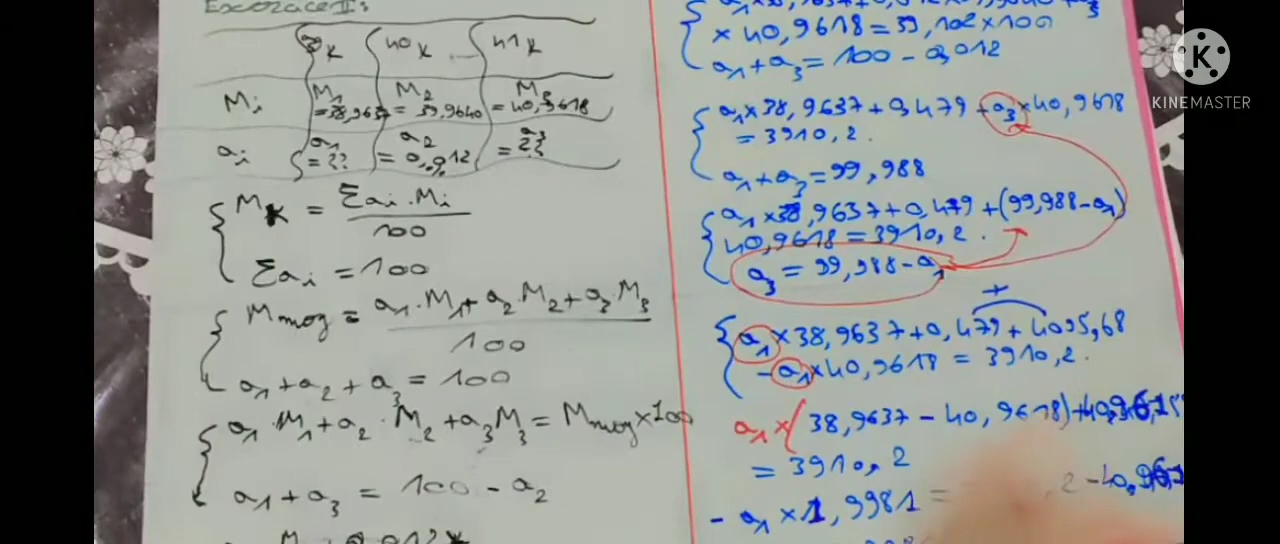 Exercice II:
39K 40K 41K
Mi M1 = 38,9637 M2 = 39,9640 M3 = 40,9618
ai a1 = ?? a2 = 0,012 a3 = ??
MK = Σai.Mi / 100
Σai = 100
Mmoy = a1.M1 + a2.M2 + a3.M3 / 100
a1 + a2 + a3 = 100
a1.M1 + a2.M2 + a3M3 = Mmoy × 100
a1 + a3 = 100 - a2
× 40,9618 = 39,102 × 100
a1 + a3 = 100 - 0,012
a1 × 38,9637 + 0,479 + a3 × 40,9618
= 3910,2.
a1 + a3 = 99,988
a1 × 38,9637 + 0,479 + (99,988 - a1)
40,9618 = 3910,2.
a3 = 99,988 - a1
+
a1 × 38,9637 + 0,479 + 4095,68
- a1 × 40,9618 = 3910,2.
a1 × (38,9637 - 40,9618) +
= 3910,2
- a1 × 1,9981 =
K
KINEMASTER